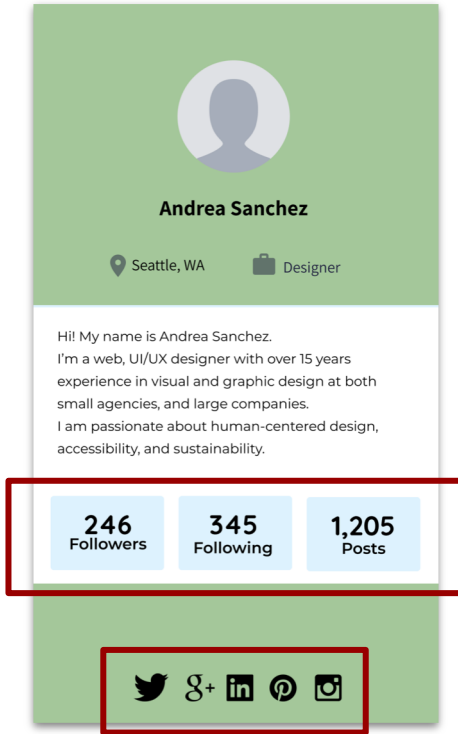 Andrea Sanchez
Seattle, WA Designer
Hi! My name is Andrea Sanchez.
I'm a web, UI/UX designer with over 15 years
experience in visual and graphic design at both
small agencies, and large companies.
I am passionate about human-centered design,
accessibility, and sustainability.
246
Followers
345
Following
1,205
Posts
g+ in